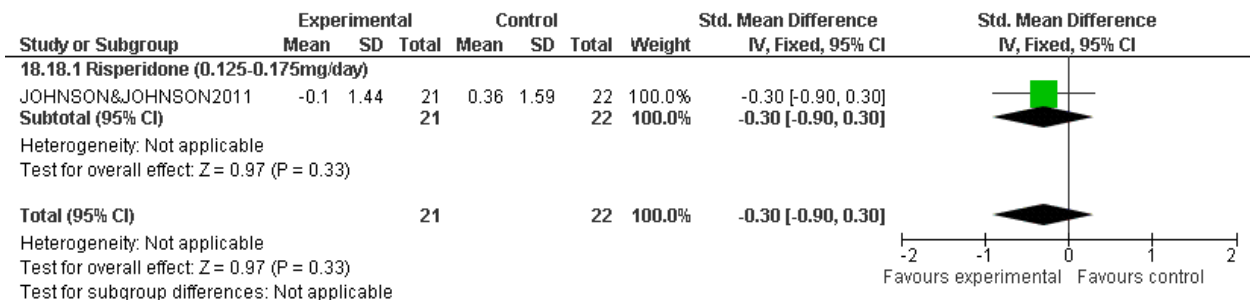 Experimental Control Std. Mean Difference Std. Mean Difference
Study or Subgroup Mean SD Total Mean SD Total Weight IV, Fixed, 95% CI IV, Fixed, 95% CI
18.18.1 Risperidone (0.125-0.175mg/day)
JOHNSON&JOHNSON2011 -0.1 1.44 21 0.36 1.59 22 100.0% -0.30 [-0.90, 0.30]
Subtotal (95% CI) 21 22 100.0% -0.30 [-0.90, 0.30]
Heterogeneity: Not applicable
Test for overall effect: Z = 0.97 (P = 0.33)
Total (95% CI) 21 22 100.0% -0.30 [-0.90, 0.30]
Heterogeneity: Not applicable
Test for overall effect: Z = 0.97 (P = 0.33)
Test for subgroup differences: Not applicable
-2 -1 0 1 2
Favours experimental Favours control